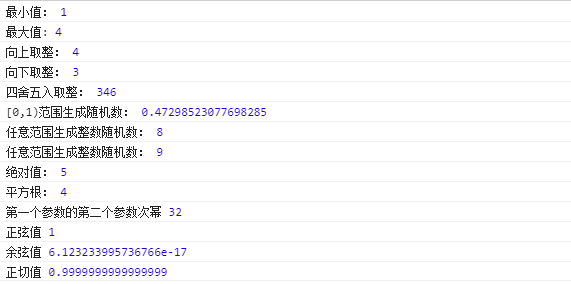 最小值： 1
最大值: 4
向上取整： 4
向下取整： 3
四舍五入取整： 346
[0,1)范围生成随机数： 0.47298523077698285
任意范围生成整数随机数： 8
任意范围生成整数随机数： 9
绝对值： 5
平方根： 4
第一个参数的第二个参数次幂 32
正弦值 1
余弦值 6.123233995736766e-17
正切值 0.9999999999999999